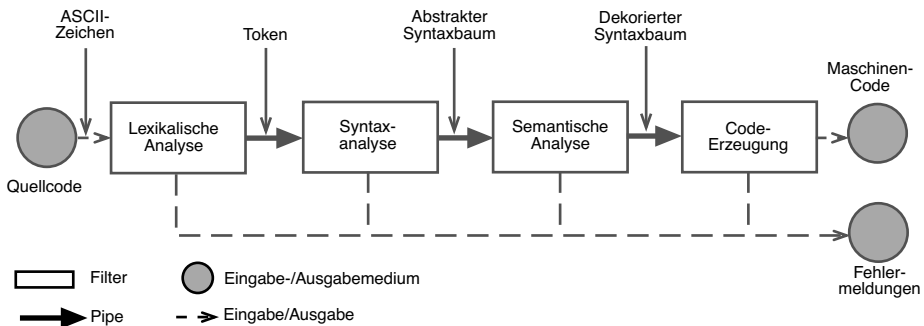 ASCII-
Zeichen
Token
Abstrakter
Syntaxbaum
Dekorierter
Syntaxbaum
Maschinen-
Code
Lexikalische
Analyse
Syntax-
analyse
Semantische
Analyse
Code-
Erzeugung
Quellcode
Fehler-
meldungen
Filter
Eingabe-/Ausgabemedium
Pipe
Eingabe/Ausgabe